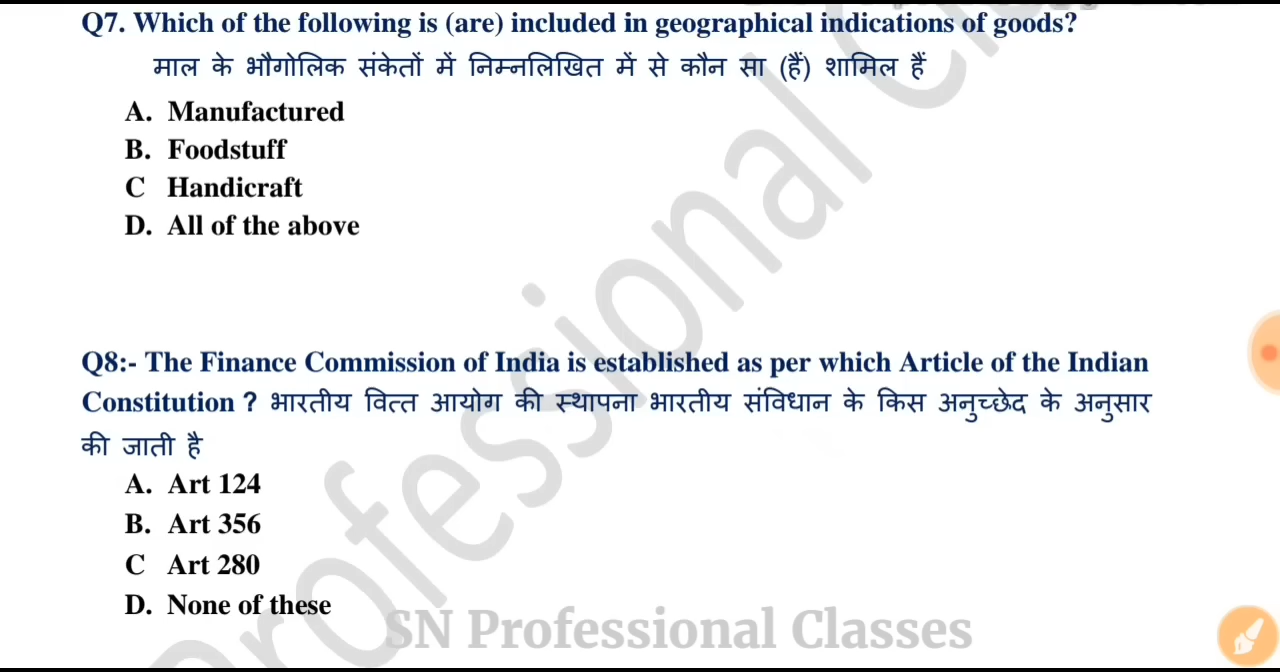 Q7. Which of the following is (are) included in geographical indications of goods?
माल के भौगोलिक संकेतों में निम्नलिखित में से कौन सा (हैं) शामिल हैं
A. Manufactured
B. Foodstuff
C Handicraft
D. All of the above
Q8:- The Finance Commission of India is established as per which Article of the Indian
Constitution ? भारतीय वित्त आयोग की स्थापना भारतीय संविधान के किस अनुच्छेद के अनुसार
की जाती है
A. Art 124
B. Art 356
C Art 280
D. None of these
SN Professional Classes